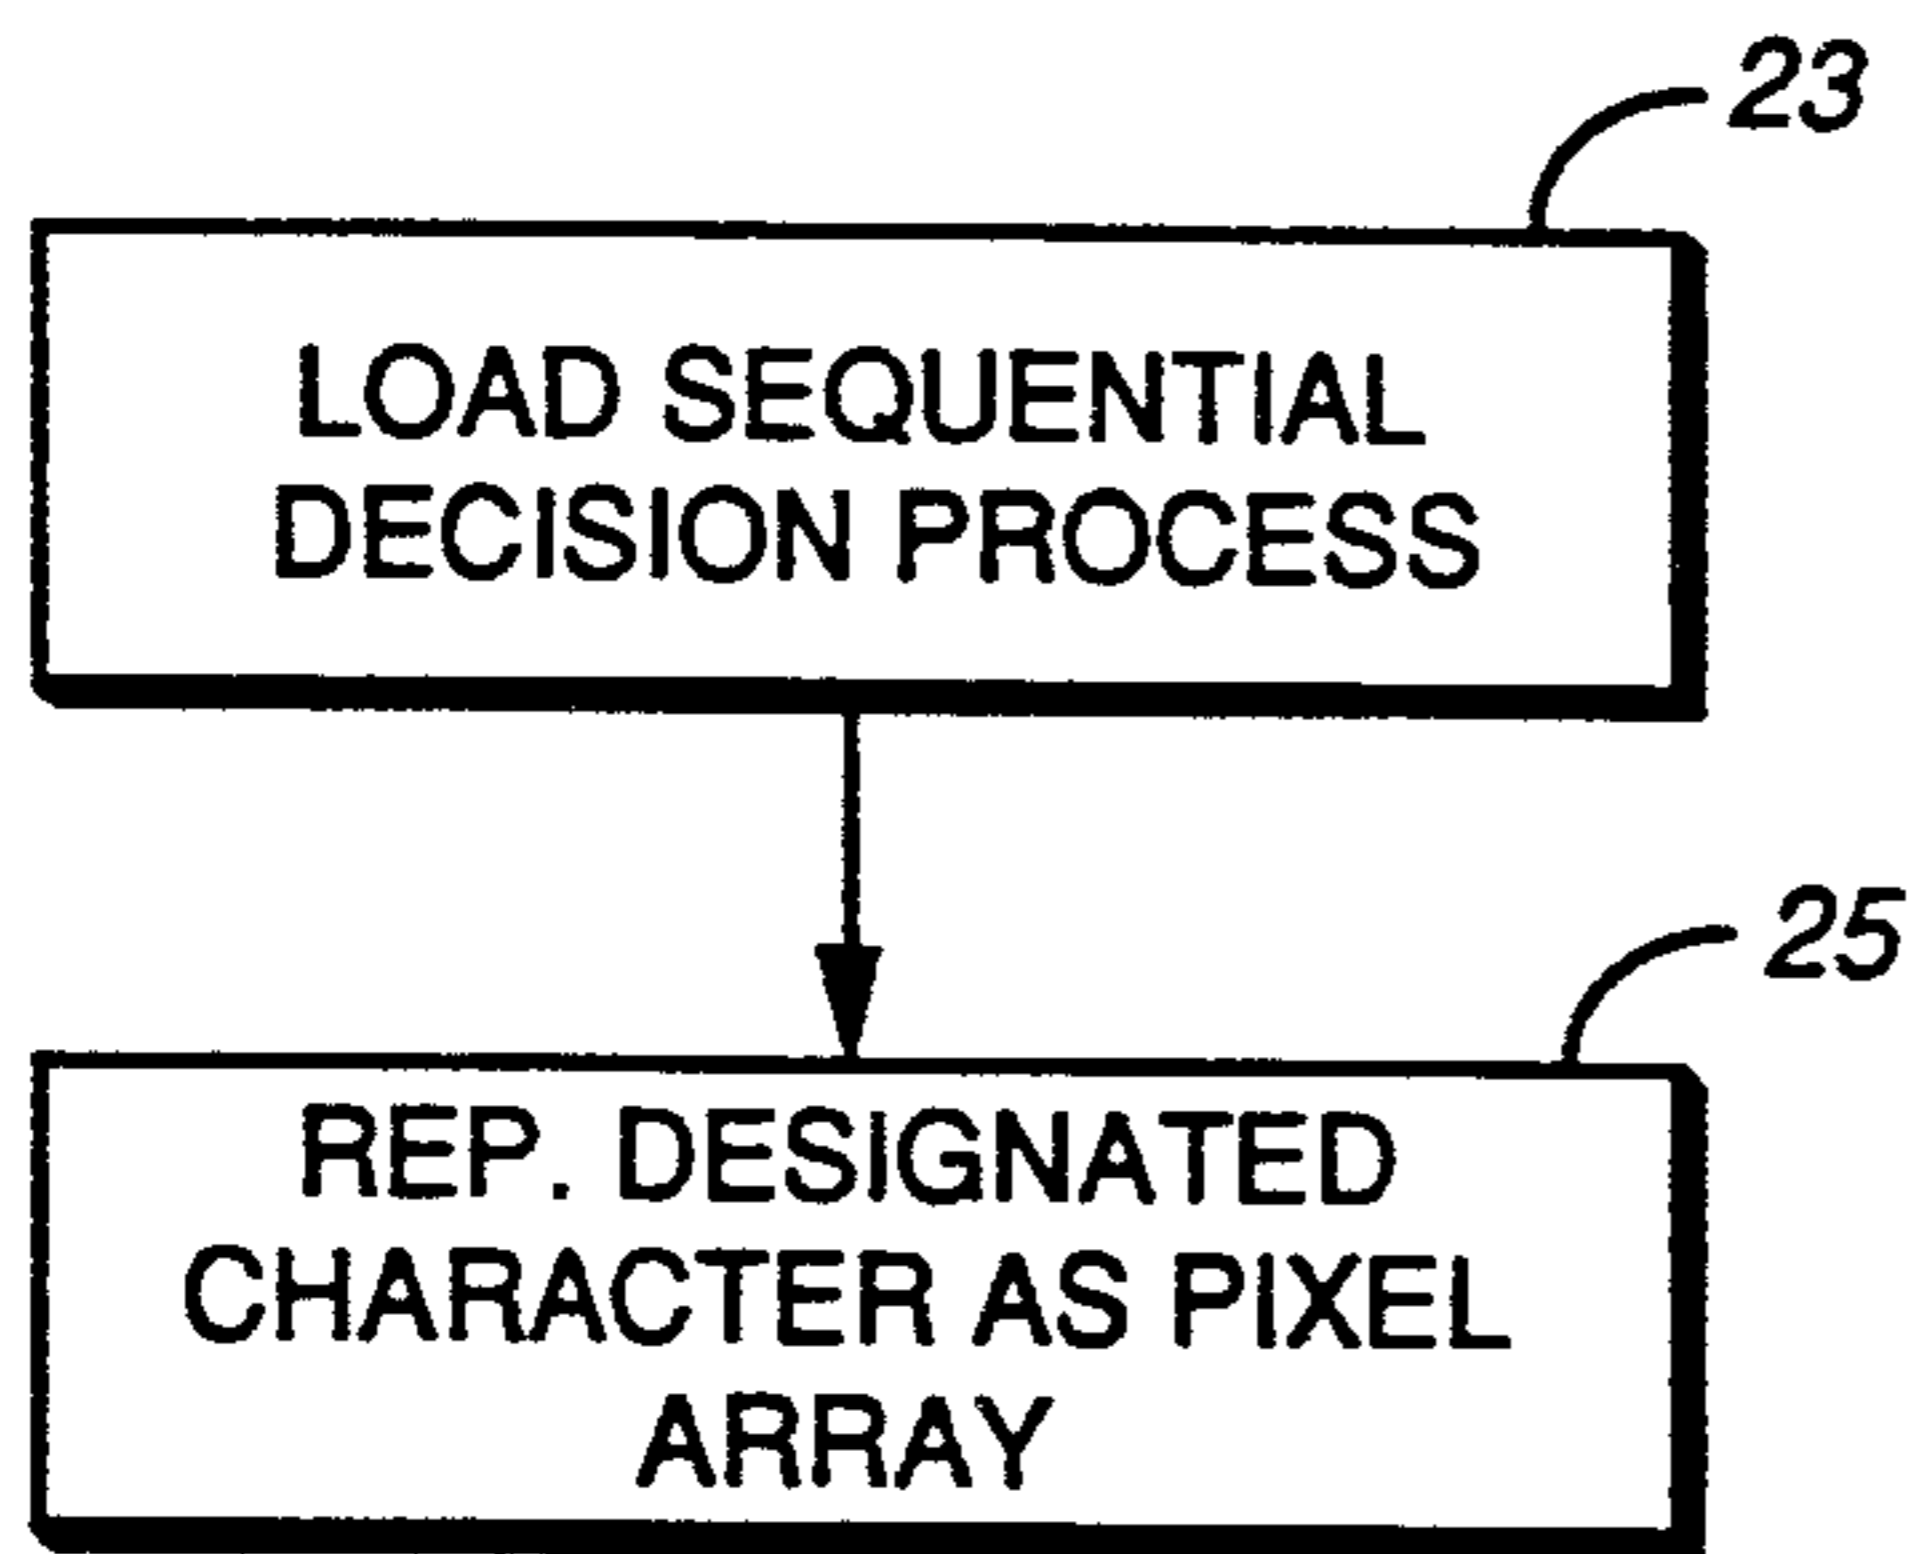 23
LOAD SEQUENTIAL
DECISION PROCESS
25
REP. DESIGNATED
CHARACTER AS PIXEL
ARRAY